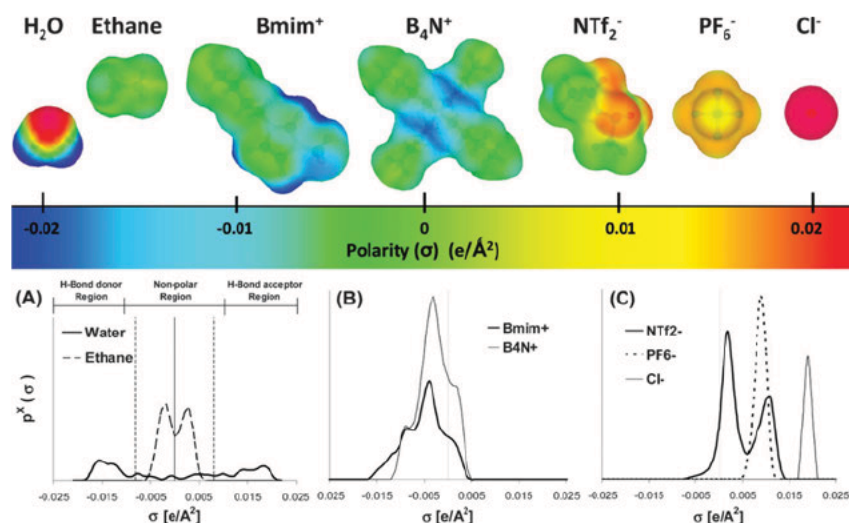 H2O Ethane Bmim+ B4N+ NTf2- PF6- Cl-
-0.02 -0.01 0 0.01 0.02
Polarity (σ) (e/Å2)
(A) H-Bond donor Region Non-polar Region H-Bond acceptor Region
Water
Ethane
pX (σ)
-0.025 -0.015 -0.005 0.005 0.015 0.025
σ [e/A2]
(B)
Bmim+
B4N+
-0.025 -0.015 -0.005 0.005 0.015 0.025
σ [e/A2]
(C)
NTf2-
PF6-
Cl-
-0.025 -0.015 -0.005 0.005 0.015 0.025
σ [e/A2]